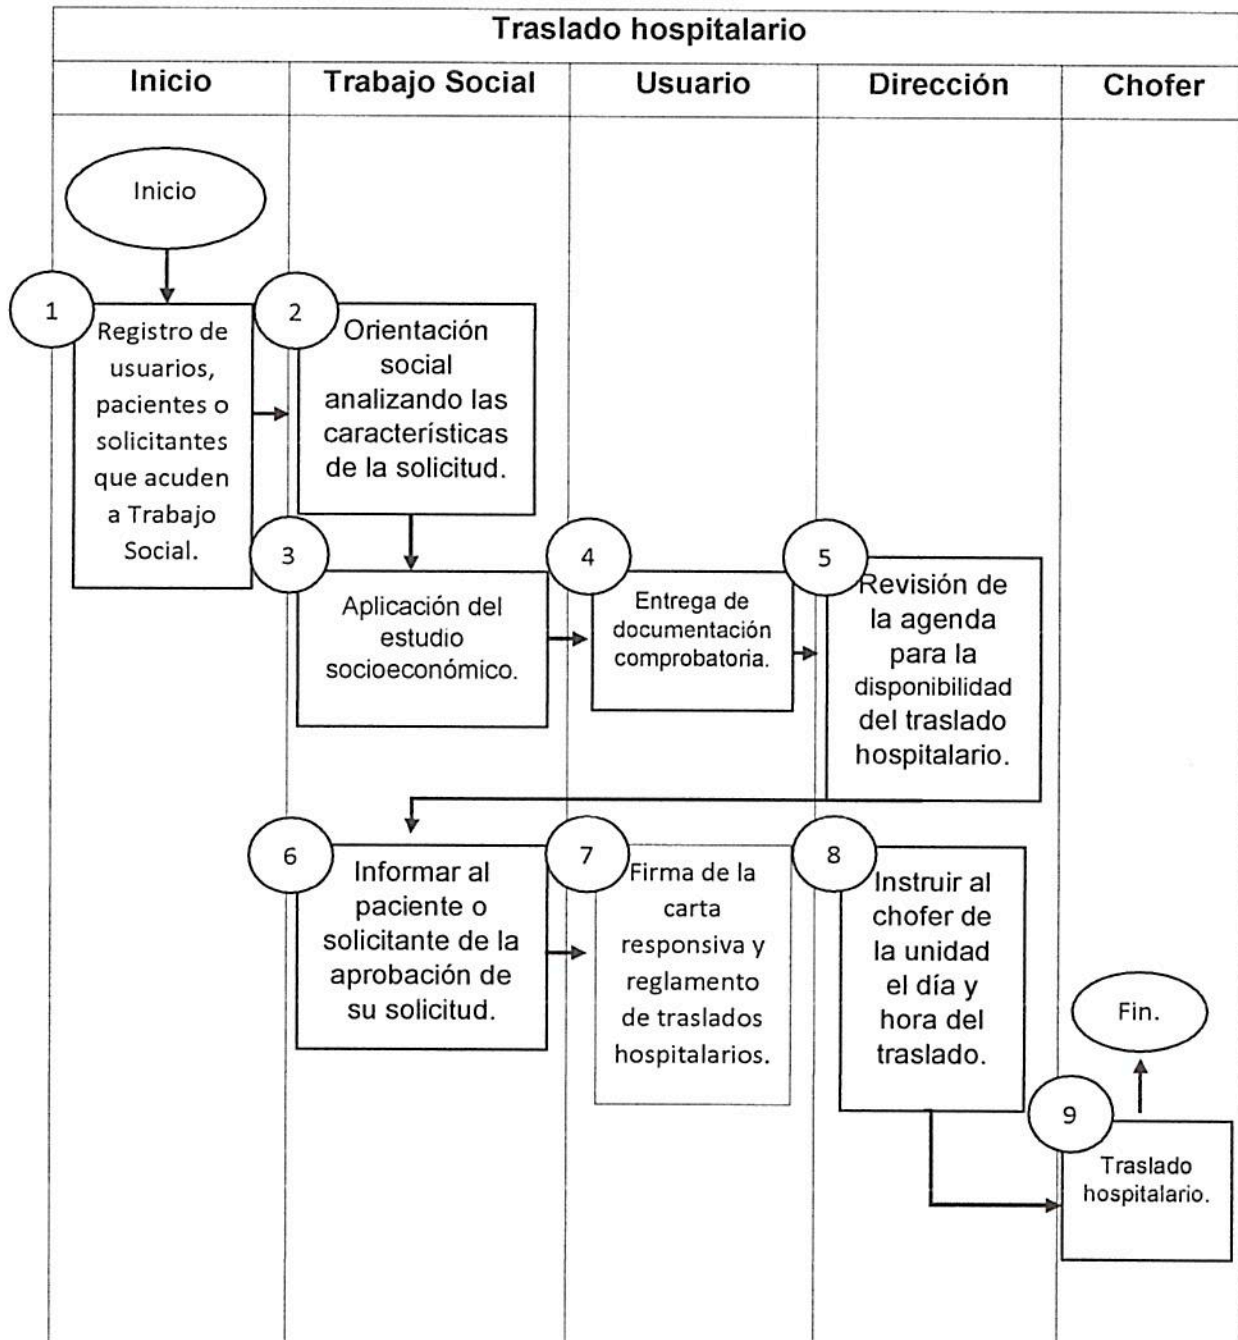 Traslado hospitalario
Inicio
Trabajo Social
Usuario
Dirección
Chofer
Inicio
1
Registro de
usuarios,
pacientes o
solicitantes
que acuden
a Trabajo
Social.
2
Orientación
social
analizando las
características
de la solicitud.
3
Aplicación del
estudio
socioeconómico.
4
Entrega de
documentación
comprobatoria.
5
Revisión de
la agenda
para la
disponibilidad
del traslado
hospitalario.
6
Informar al
paciente o
solicitante de la
aprobación de
su solicitud.
7
Firma de la
carta
responsiva y
reglamento
de traslados
hospitalarios.
8
Instruir al
chofer de
la unidad
el día y
hora del
traslado.
9
Traslado
hospitalario.
Fin.